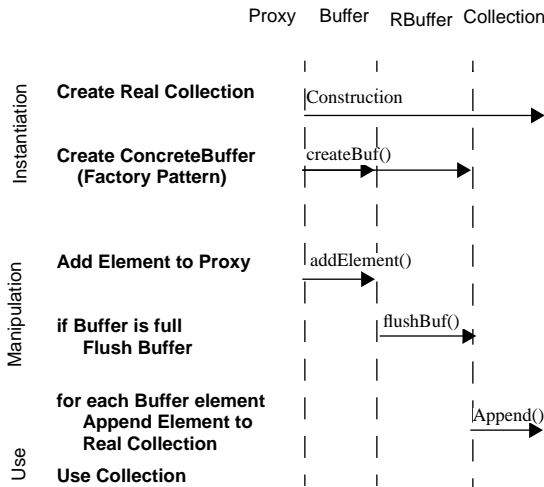 Proxy Buffer RBuffer Collection
Instantiation
Create Real Collection
Construction
Create ConcreteBuffer
(Factory Pattern)
createBuf()
Manipulation
Add Element to Proxy
addElement()
if Buffer is full
Flush Buffer
flushBuf()
for each Buffer element
Append Element to
Real Collection
Append()
Use
Use Collection